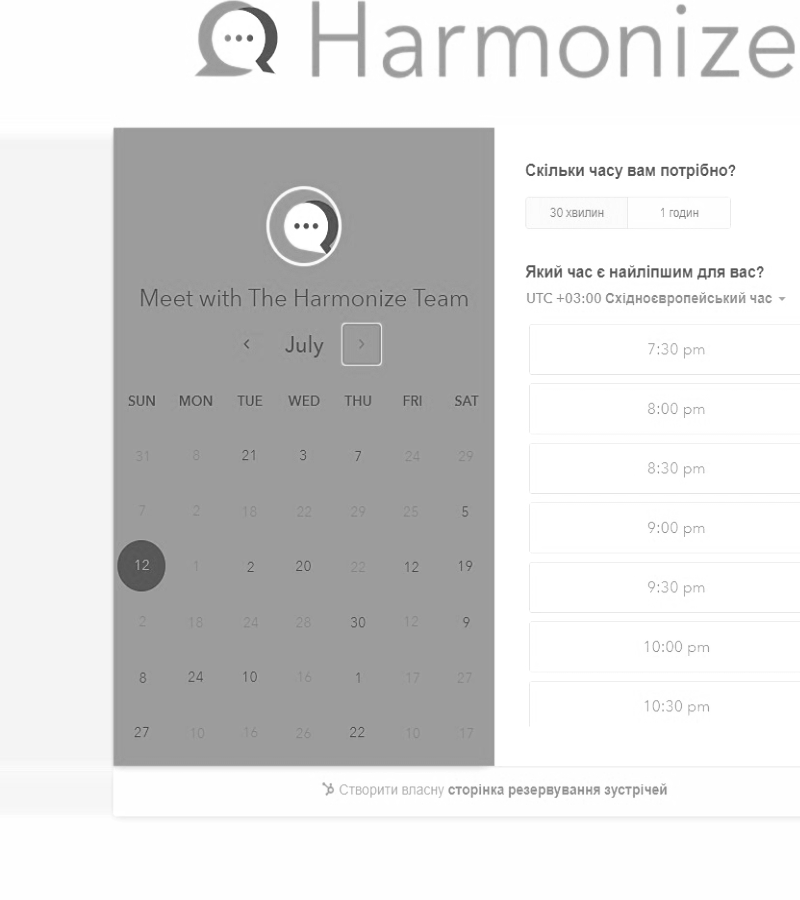 Harmonize
Meet with The Harmonize Team
July
SUN MON TUE WED THU FRI SAT
31 8 21 3 7 24 29
7 2 18 22 29 25 5
12 1 2 20 22 12 19
2 18 24 28 30 12 9
8 24 10 16 1 17 27
27 10 16 26 22 10 17
Скільки часу вам потрібно?
30 хвилин 1 годин
Який час є найліпшим для вас?
UTC +03:00 Східноєвропейський час
7:30 pm
8:00 pm
8:30 pm
9:00 pm
9:30 pm
10:00 pm
10:30 pm
Створити власну сторінка резервування зустрічей